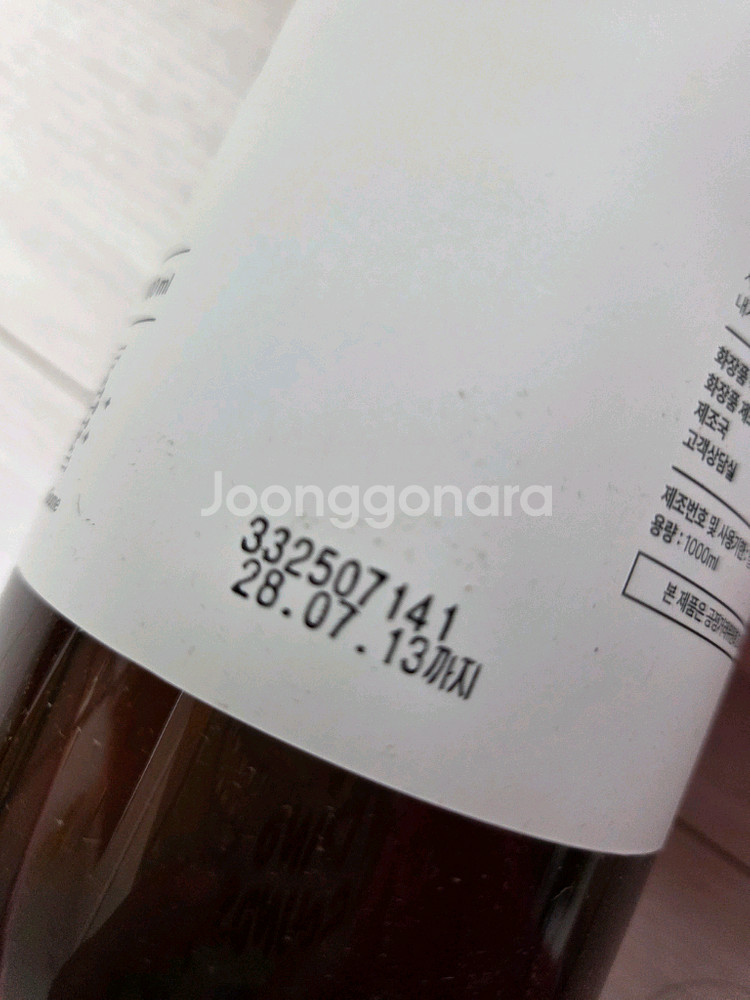 Joonggonara
332507141
28.07.13까지
화장품
화장품
제조국
고객상담실
제조번호 및 사용기한 :
용량 : 1000ml
본 제품은